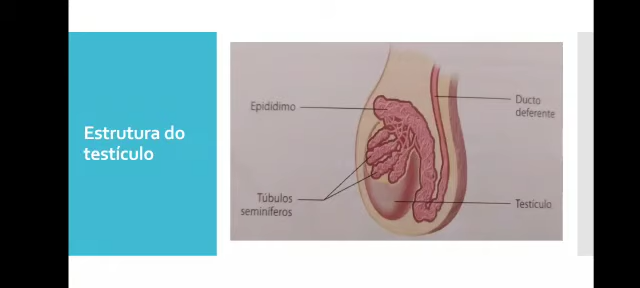 Estrutura do
testículo
Epidídimo
Ducto
deferente
Túbulos
seminíferos
Testículo